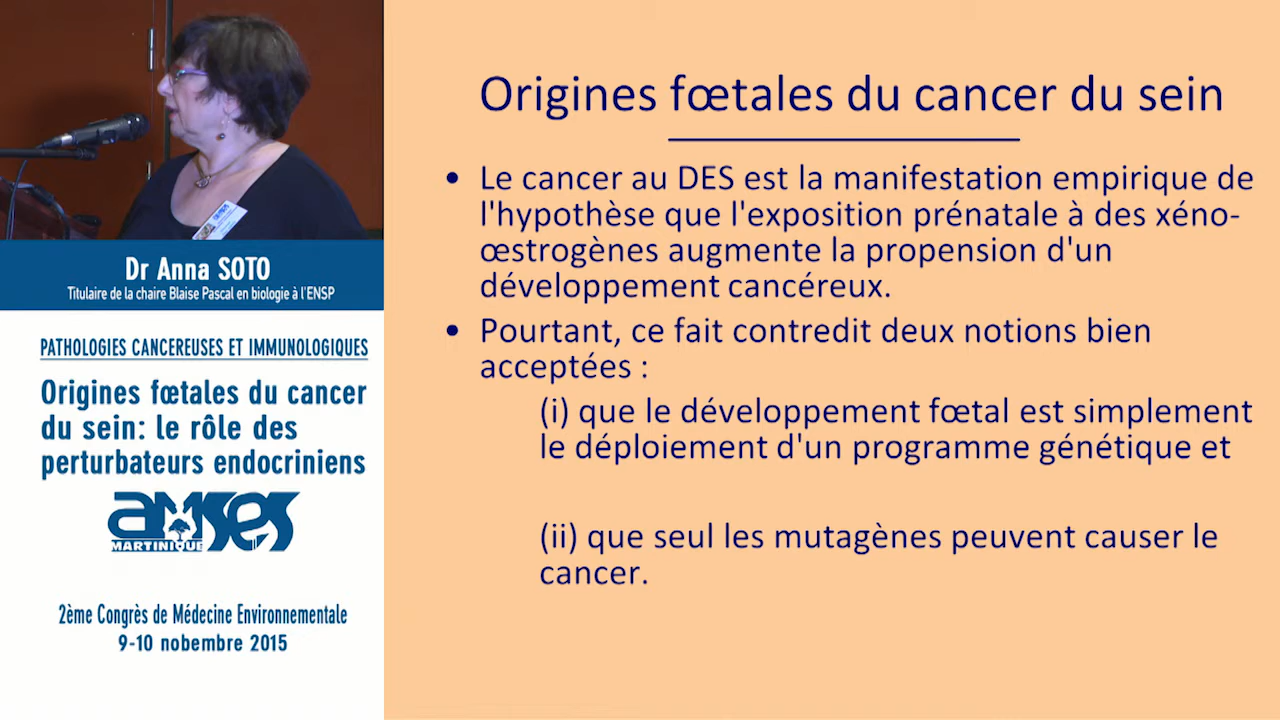 Dr Anna SOTO
Titulaire de la chaire Blaise Pascal en biologie à l'ENSP
PATHOLOGIES CANCEREUSES ET IMMUNOLOGIQUES
Origines fœtales du cancer
du sein: le rôle des
perturbateurs endocriniens
amses
MARTINIQUE
2ème Congrès de Médecine Environnementale
9-10 nobembre 2015
Origines fœtales du cancer du sein
• Le cancer au DES est la manifestation empirique de
l'hypothèse que l'exposition prénatale à des xéno-
œstrogènes augmente la propension d'un
développement cancéreux.
• Pourtant, ce fait contredit deux notions bien
acceptées :
(i) que le développement fœtal est simplement
le déploiement d'un programme génétique et
(ii) que seul les mutagènes peuvent causer le
cancer.